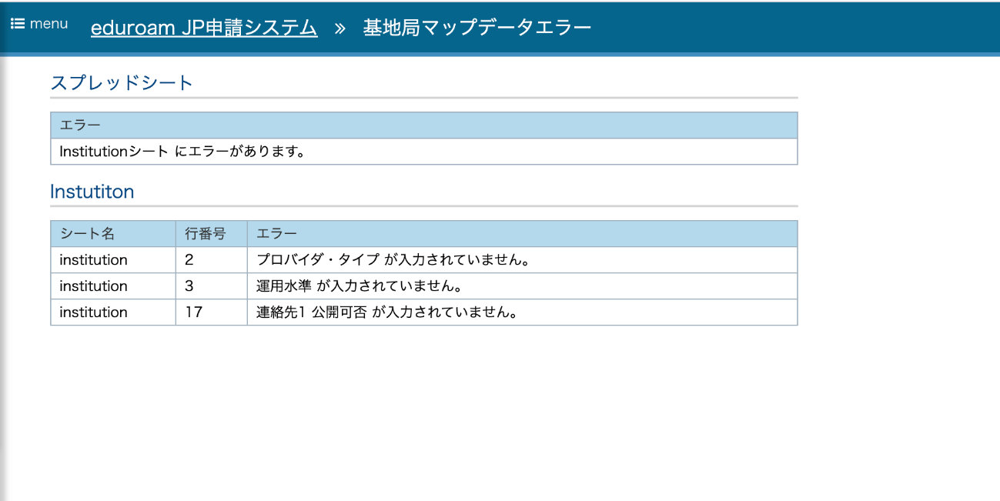 menu eduroam JP申請システム » 基地局マップデータエラー
スプレッドシート
エラー
Institutionシート にエラーがあります。
Instutiton
シート名 行番号 エラー
institution 2 プロバイダ・タイプ が入力されていません。
institution 3 運用水準 が入力されていません。
institution 17 連絡先1 公開可否 が入力されていません。